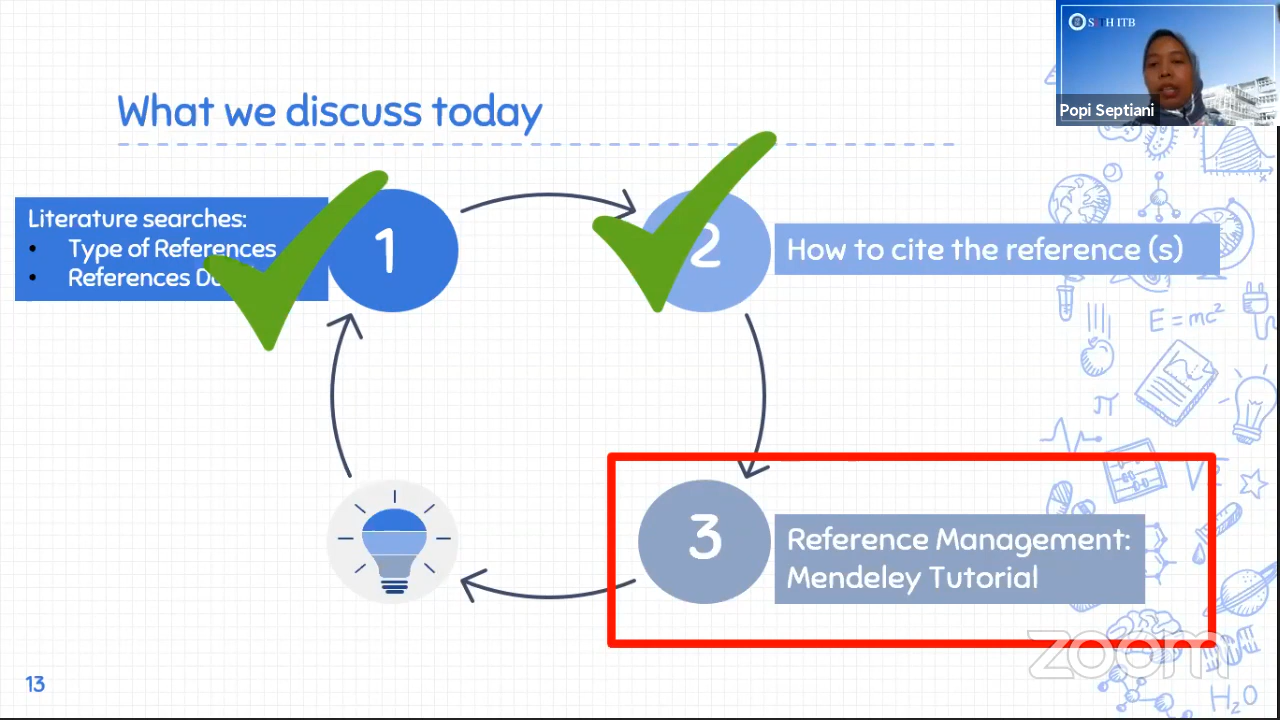 SITH ITB
Popi Septiani
What we discuss today
Literature searches:
• Type of References
• References
1
2
How to cite the reference (s)
E = mc²
π
3
Reference Management:
Mendeley Tutorial
zoom
13
H₂O